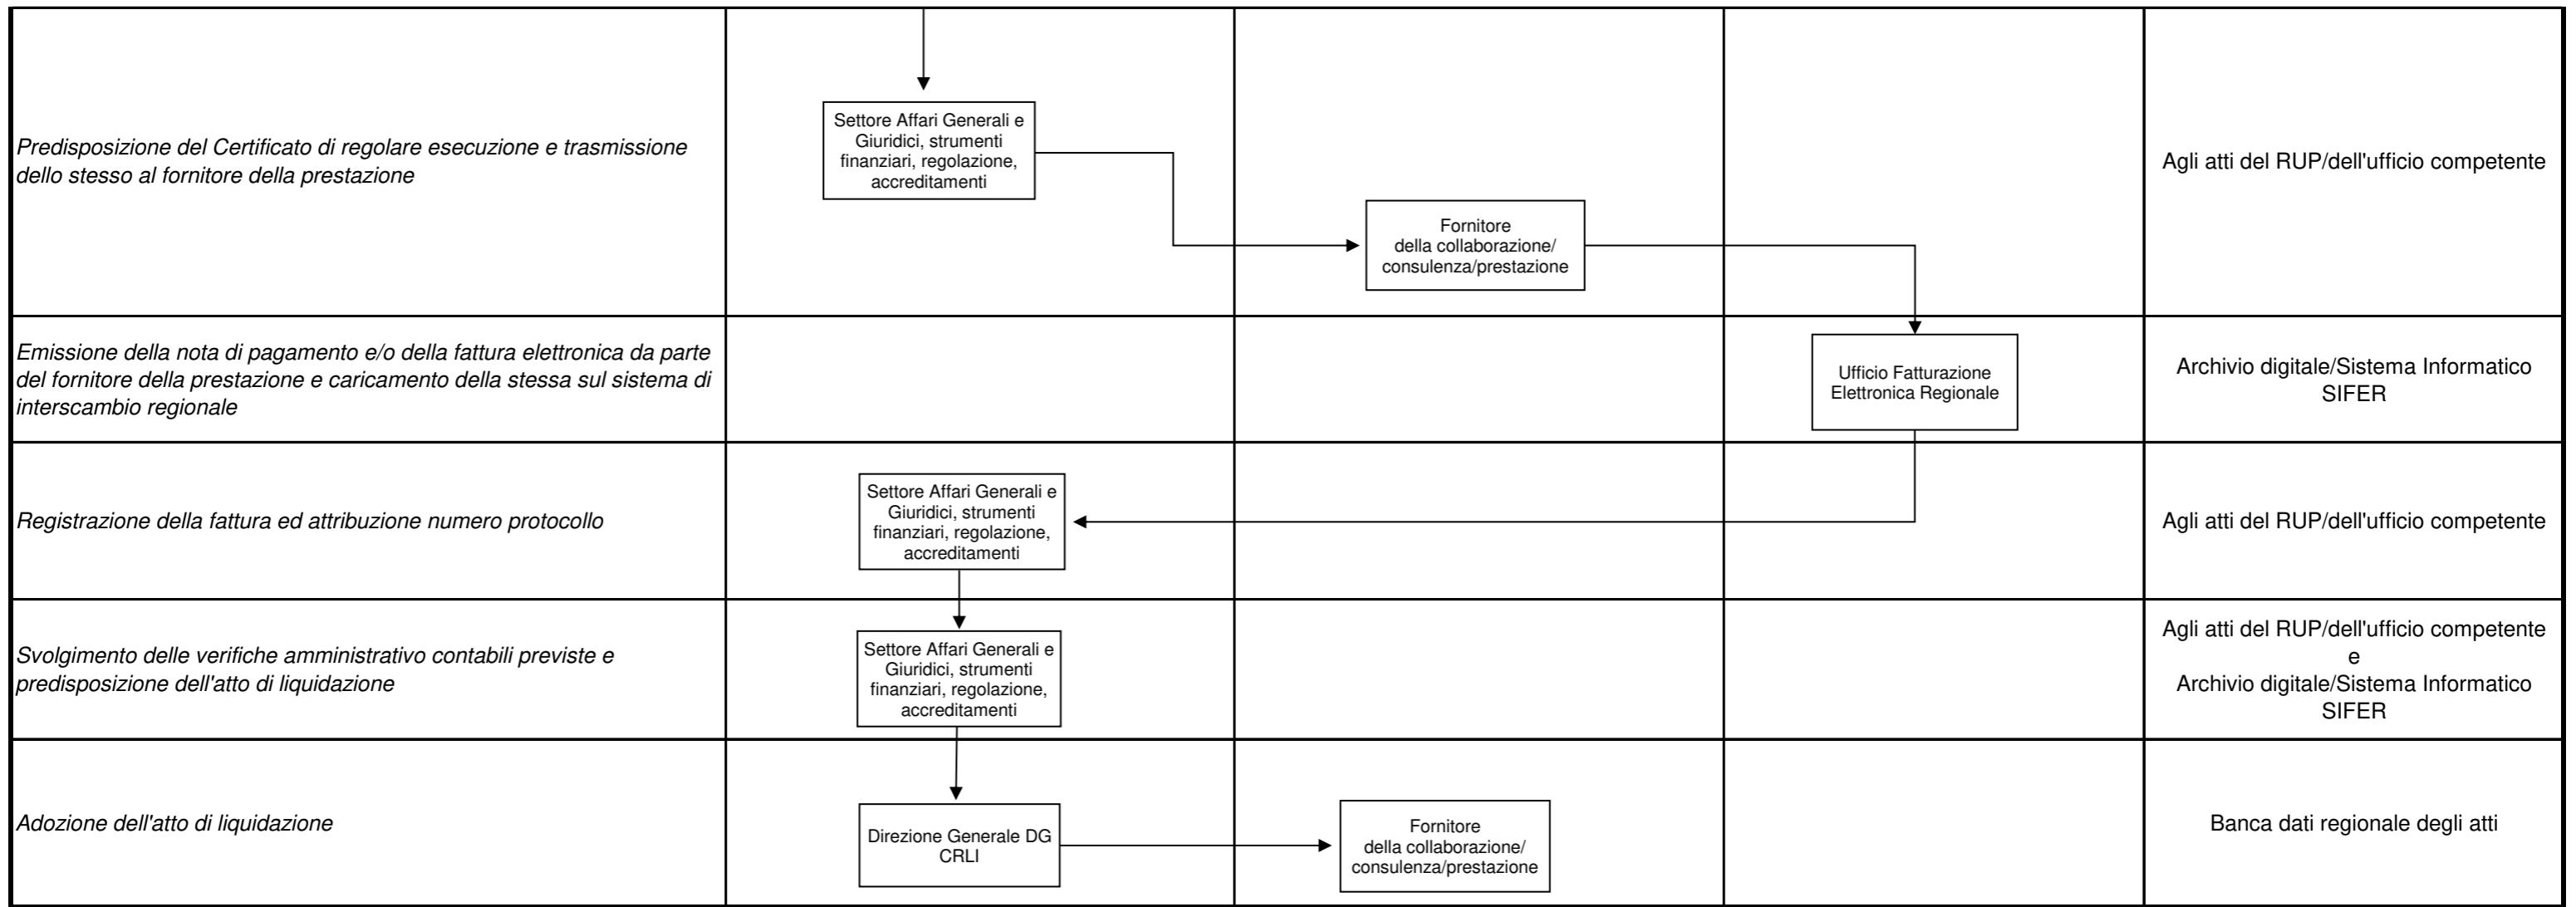 Predisposizione del Certificato di regolare esecuzione e trasmissione
dello stesso al fornitore della prestazione
Settore Affari Generali e
Giuridici, strumenti
finanziari, regolazione,
accreditamenti
Fornitore
della collaborazione/
consulenza/prestazione
Agli atti del RUP/dell'ufficio competente
Emissione della nota di pagamento e/o della fattura elettronica da parte
del fornitore della prestazione e caricamento della stessa sul sistema di
interscambio regionale
Ufficio Fatturazione
Elettronica Regionale
Archivio digitale/Sistema Informatico
SIFER
Registrazione della fattura ed attribuzione numero protocollo
Settore Affari Generali e
Giuridici, strumenti
finanziari, regolazione,
accreditamenti
Agli atti del RUP/dell'ufficio competente
Svolgimento delle verifiche amministrativo contabili previste e
predisposizione dell'atto di liquidazione
Settore Affari Generali e
Giuridici, strumenti
finanziari, regolazione,
accreditamenti
Agli atti del RUP/dell'ufficio competente
e
Archivio digitale/Sistema Informatico
SIFER
Adozione dell'atto di liquidazione
Direzione Generale DG
CRLI
Fornitore
della collaborazione/
consulenza/prestazione
Banca dati regionale degli atti